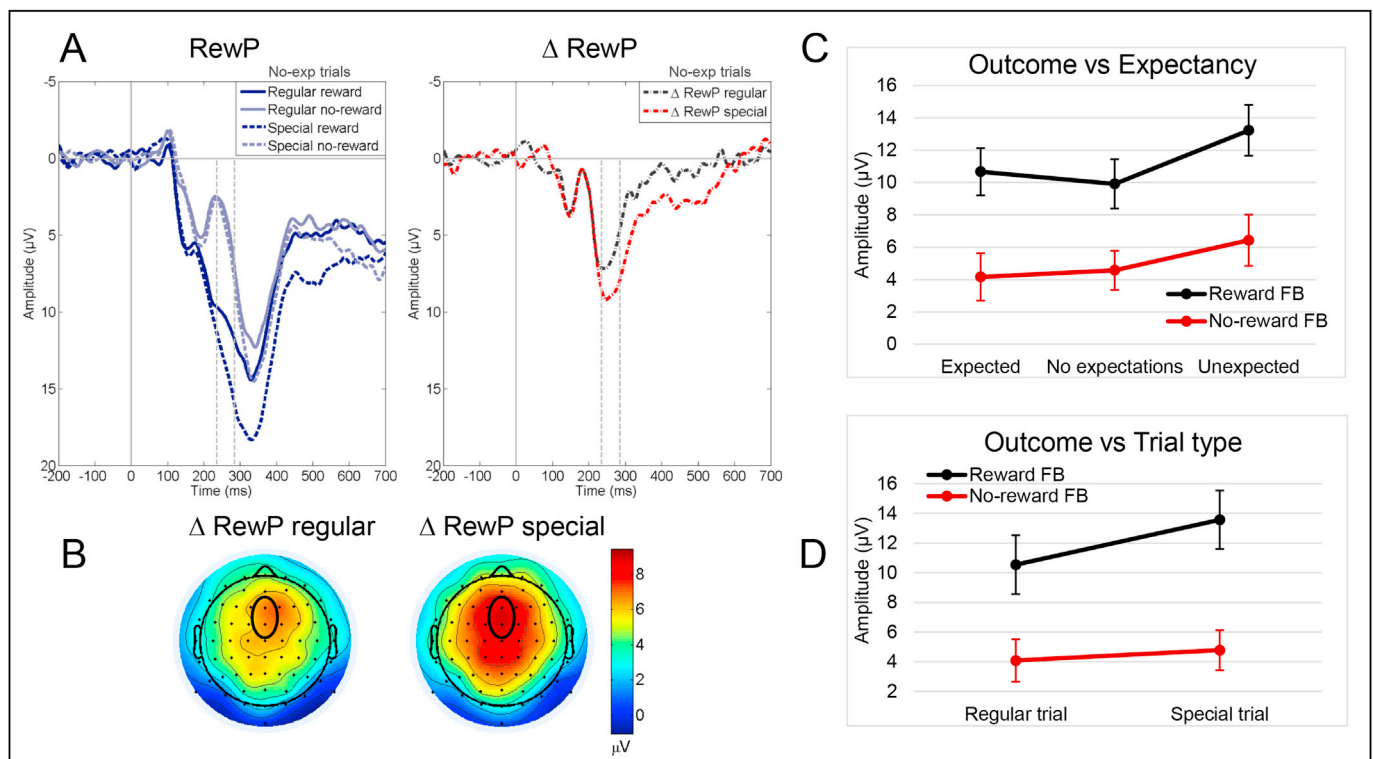 A
RewP
No-exp trials
Regular reward
Regular no-reward
Special reward
Special no-reward
-5
0
5
10
15
20
Amplitude (µV)
-200 -100 0 100 200 300 400 500 600 700
Time (ms)
Δ RewP
No-exp trials
Δ RewP regular
Δ RewP special
-5
0
5
10
15
20
Amplitude (µV)
-200 -100 0 100 200 300 400 500 600 700
Time (ms)
B
Δ RewP regular
Δ RewP special
8
6
4
2
0
µV
C
Outcome vs Expectancy
16
14
12
10
8
6
4
2
0
Amplitude (µV)
Reward FB
No-reward FB
Expected No expectations Unexpected
D
Outcome vs Trial type
Reward FB
No-reward FB
16
14
12
10
8
6
4
2
Amplitude (µV)
Regular trial Special trial